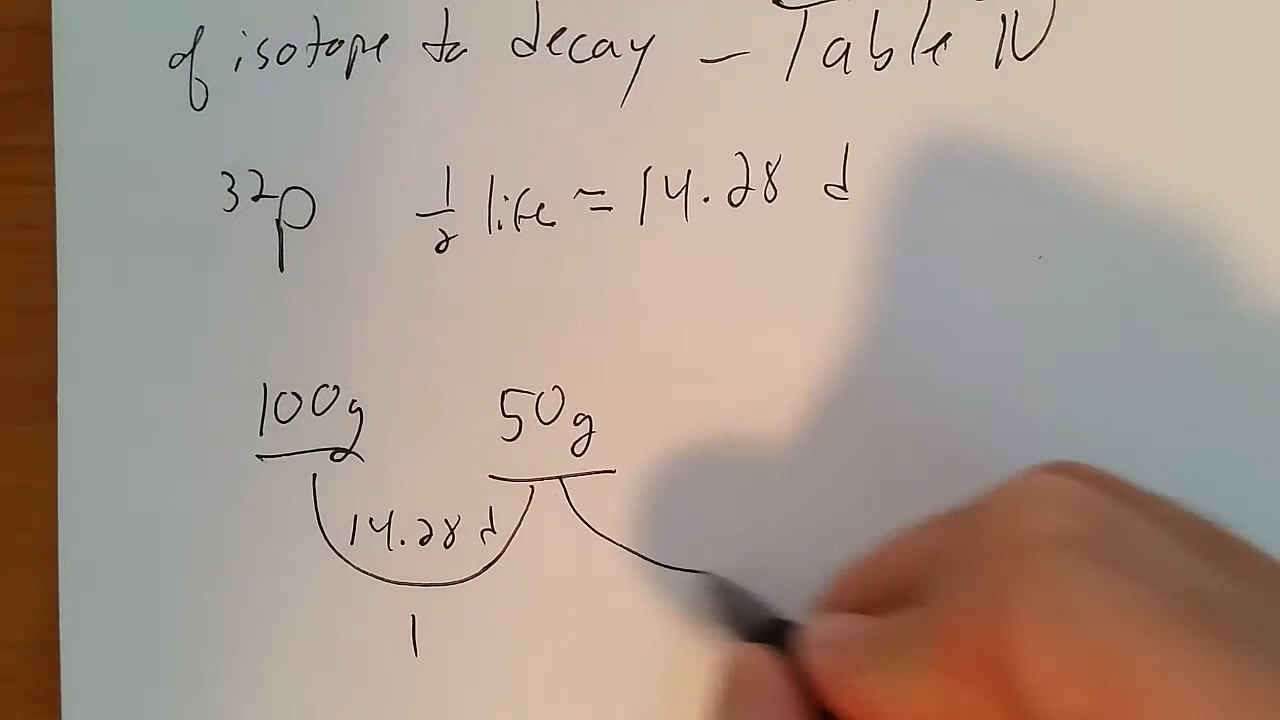 of isotope to decay – Table N
³²P ½ life = 14.28 d
100g 50g
14.28 d
1